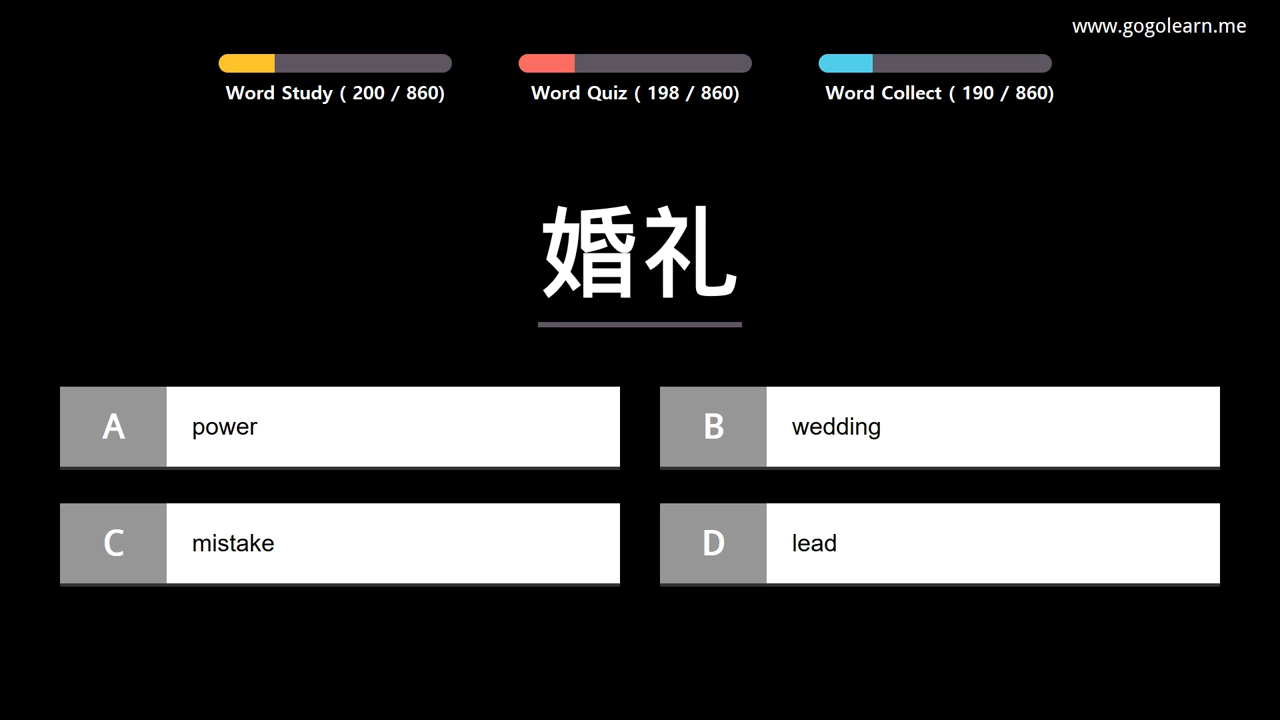 www.gogolearn.me
Word Study ( 200 / 860)
Word Quiz ( 198 / 860)
Word Collect ( 190 / 860)
婚礼
A power
B wedding
C mistake
D lead